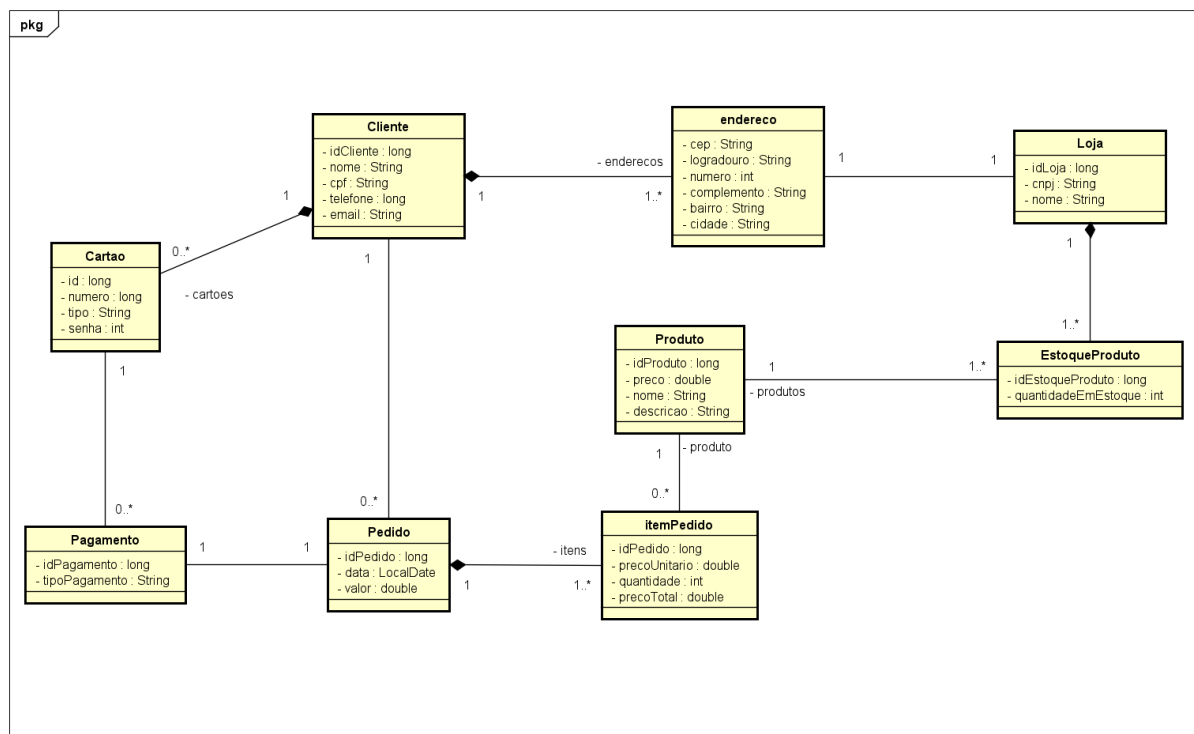 pkg
Cliente
- idCliente : long
- nome : String
- cpf : String
- telefone : long
- email : String
endereco
- cep : String
- logradouro : String
- numero : int
- complemento : String
- bairro : String
- cidade : String
Loja
- idLoja : long
- cnpj : String
- nome : String
- enderecos
1
1..*
1
1
1
0..*
- cartoes
Cartao
- id : long
- numero : long
- tipo : String
- senha : int
1
1
1..*
Produto
- idProduto : long
- preco : double
- nome : String
- descricao : String
1
- produtos
1..*
EstoqueProduto
- idEstoqueProduto : long
- quantidadeEmEstoque : int
1
- produto
1
0..*
0..*
0..*
Pagamento
- idPagamento : long
- tipoPagamento : String
1
1
Pedido
- idPedido : long
- data : LocalDate
- valor : double
- itens
1
1..*
itemPedido
- idPedido : long
- precoUnitario : double
- quantidade : int
- precoTotal : double